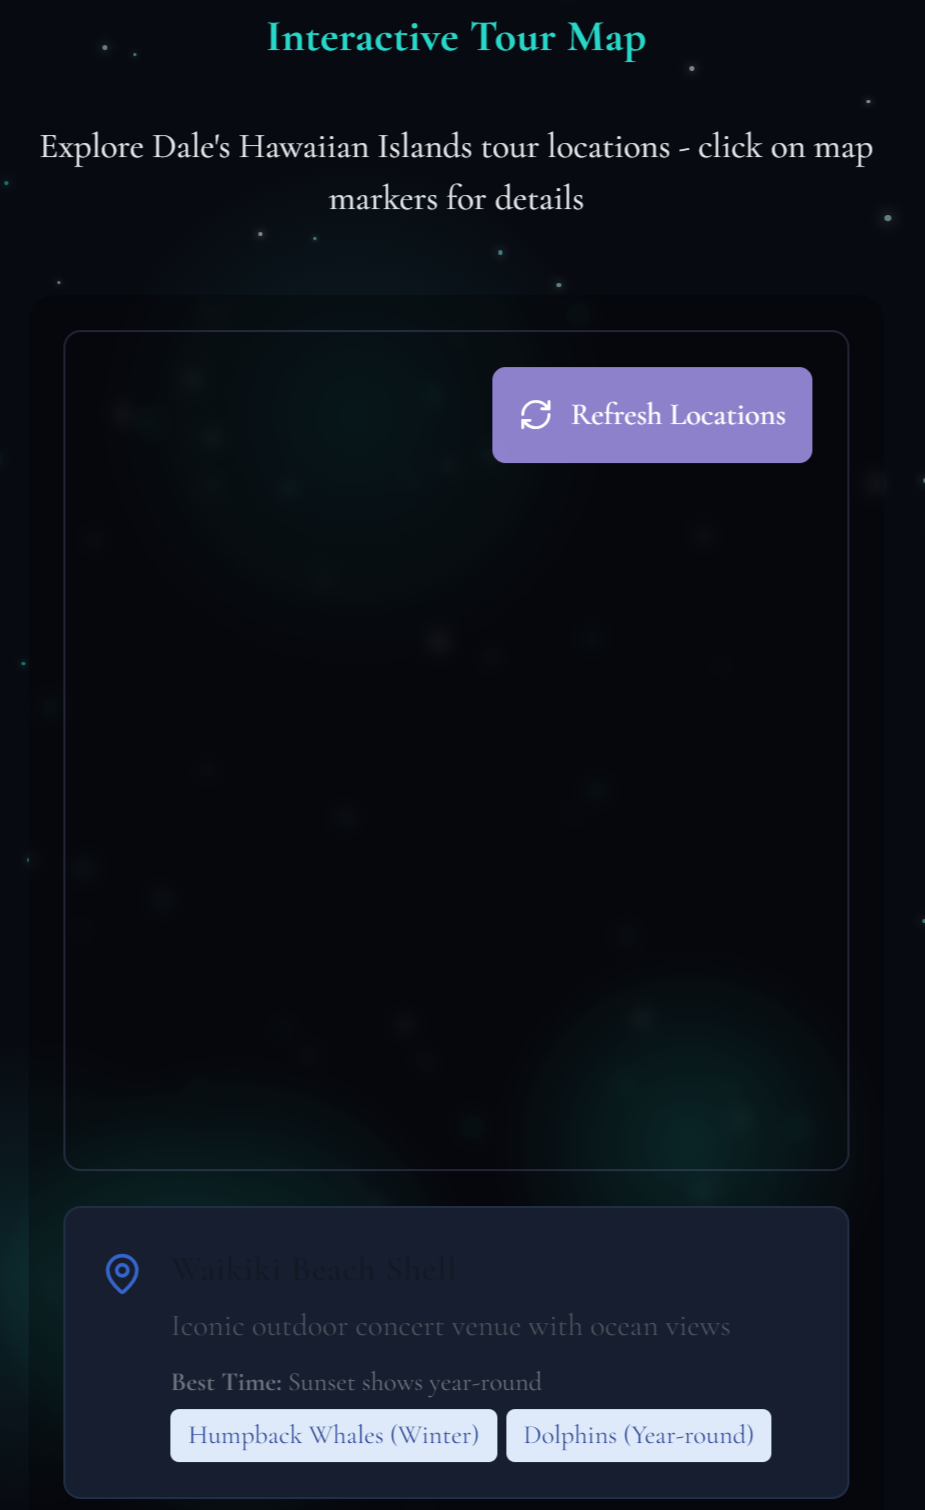 Interactive Tour Map
Explore Dale's Hawaiian Islands tour locations - click on map
markers for details
Refresh Locations
Waikiki Beach Shell
Iconic outdoor concert venue with ocean views
Best Time: Sunset shows year-round
Humpback Whales (Winter) Dolphins (Year-round)